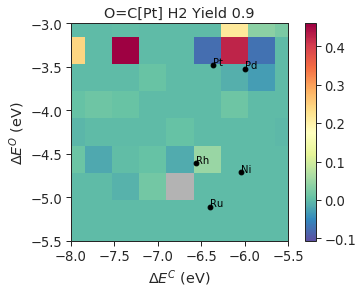 O=C[Pt] H2 Yield 0.9
−3.0
−3.5
−4.0
−4.5
−5.0
−5.5
ΔE^O (eV)
Pt
Pd
Rh
Ni
Ru
−8.0 −7.5 −7.0 −6.5 −6.0 −5.5
ΔE^C (eV)
0.4
0.3
0.2
0.1
0.0
−0.1